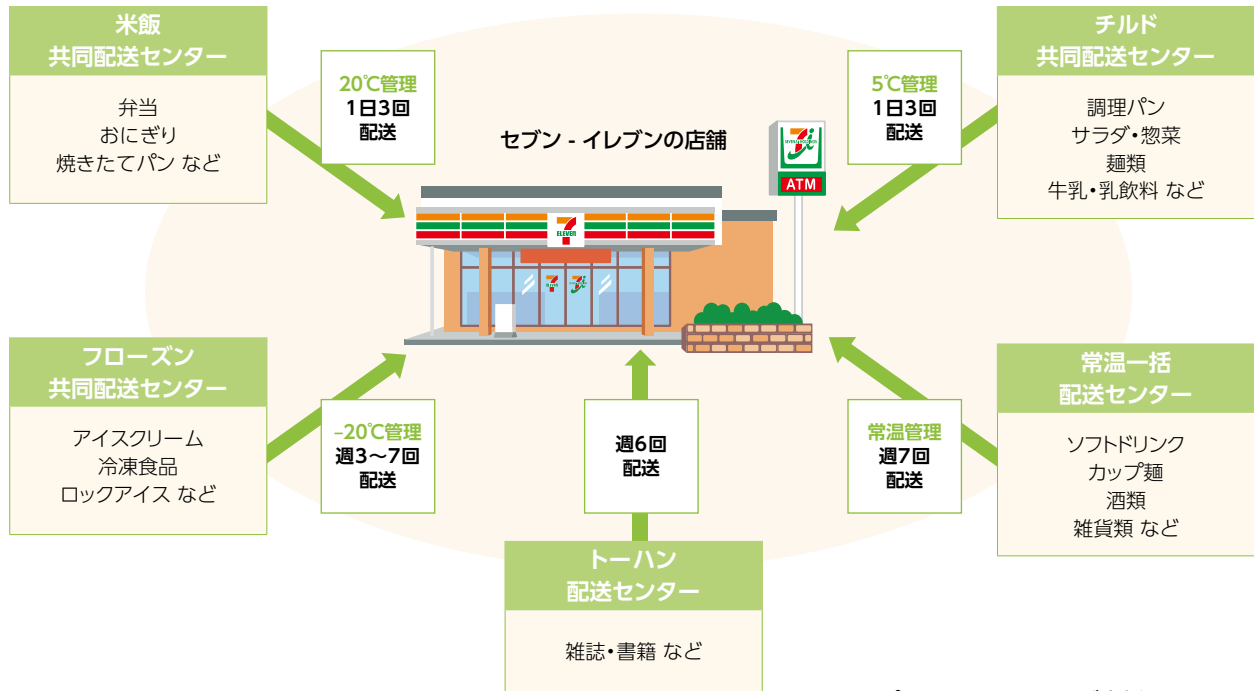 米飯
共同配送センター
弁当
おにぎり
焼きたてパン など
20℃管理
1日3回
配送
セブン - イレブンの店舗
ATM
ELEVEN
5℃管理
1日3回
配送
チルド
共同配送センター
調理パン
サラダ・惣菜
麺類
牛乳・乳飲料 など
フローズン
共同配送センター
アイスクリーム
冷凍食品
ロックアイス など
–20℃管理
週3～7回
配送
週6回
配送
常温管理
週7回
配送
常温一括
配送センター
ソフトドリンク
カップ麺
酒類
雑貨類 など
トーハン
配送センター
雑誌・書籍 など